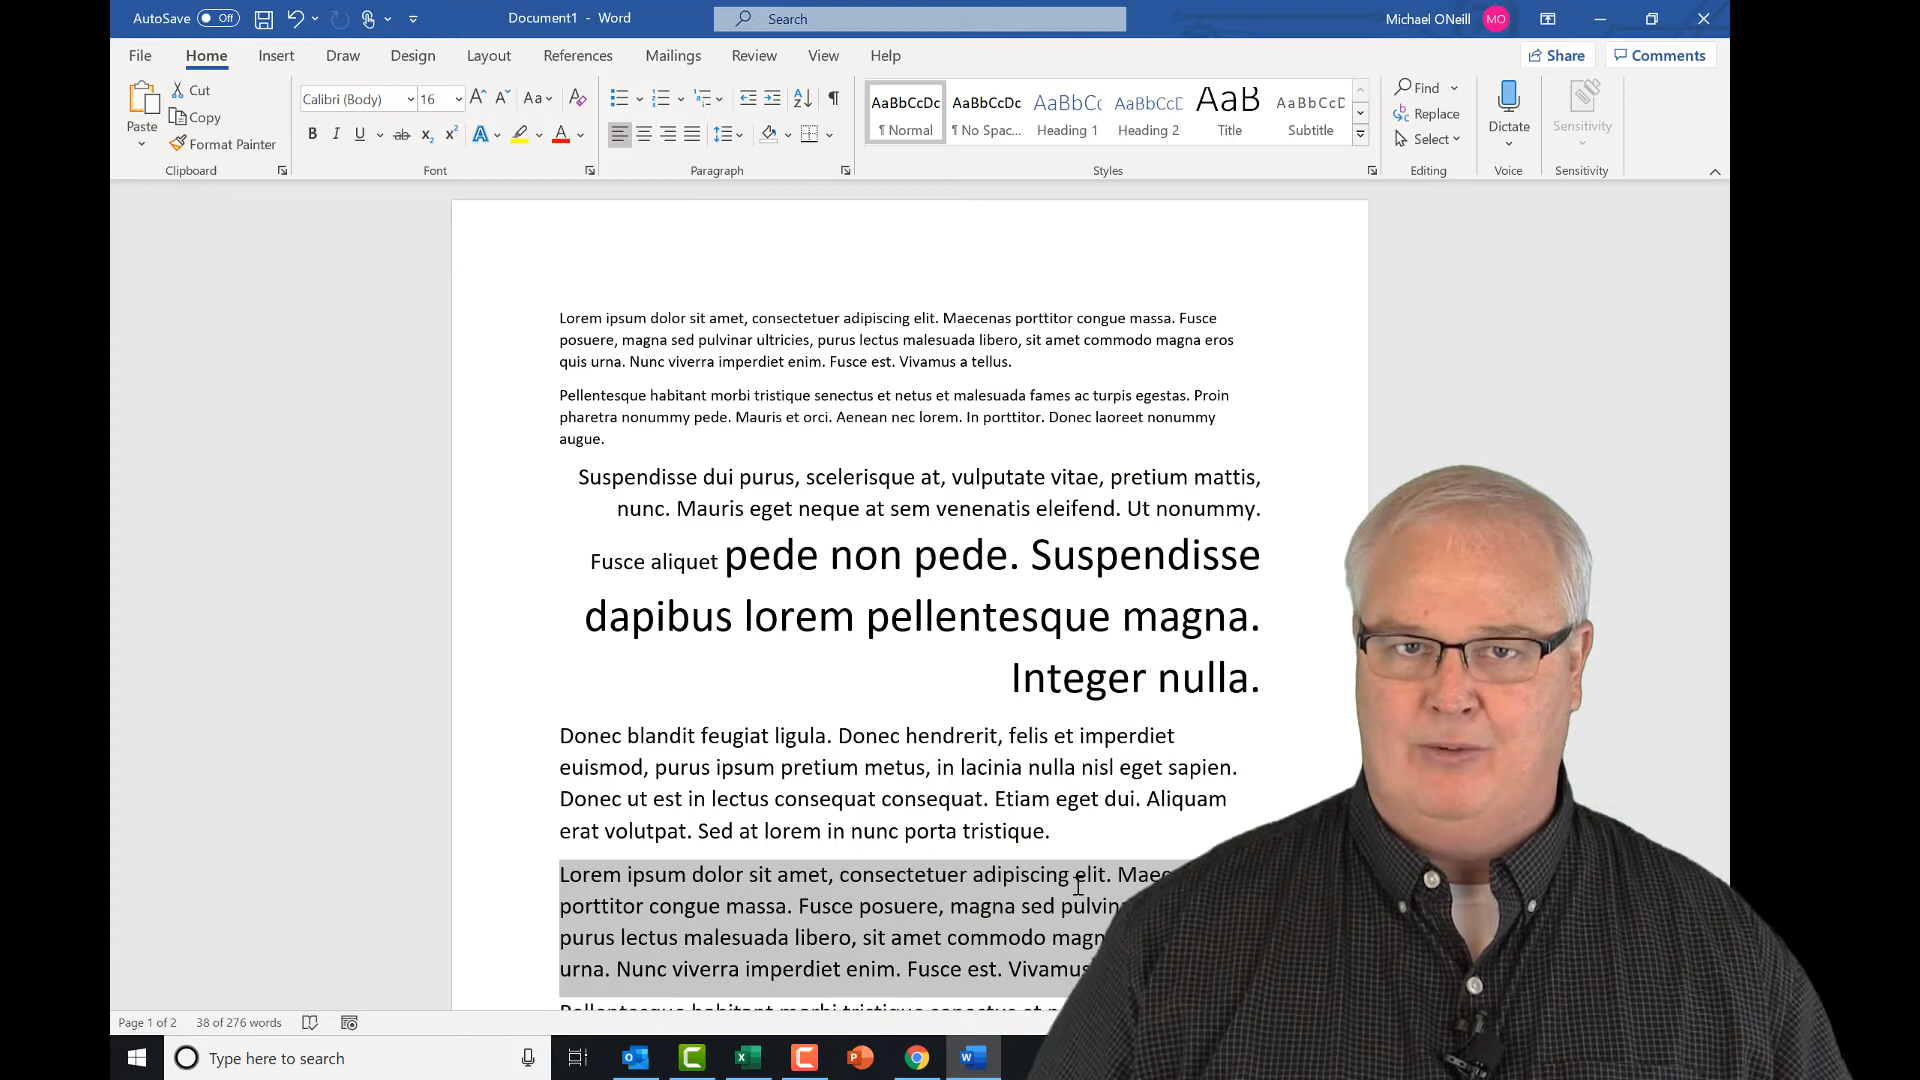 AutoSave Off Document1 - Word Search Michael ONeill MO
File Home Insert Draw Design Layout References Mailings Review View Help Share Comments
Paste Cut Copy Format Painter Clipboard
Calibri (Body) 16 Aa Font
Paragraph
AaBbCcDc AaBbCcDc AaBbC AaBbCcD AaB AaBbCcD
¶ Normal ¶ No Spac... Heading 1 Heading 2 Title Subtitle
Styles
Find Replace Select Editing
Dictate Voice
Sensitivity Sensitivity
Lorem ipsum dolor sit amet, consectetuer adipiscing elit. Maecenas porttitor congue massa. Fusce
posuere, magna sed pulvinar ultricies, purus lectus malesuada libero, sit amet commodo magna eros
quis urna. Nunc viverra imperdiet enim. Fusce est. Vivamus a tellus.
Pellentesque habitant morbi tristique senectus et netus et malesuada fames ac turpis egestas. Proin
pharetra nonummy pede. Mauris et orci. Aenean nec lorem. In porttitor. Donec laoreet nonummy
augue.
Suspendisse dui purus, scelerisque at, vulputate vitae, pretium mattis,
nunc. Mauris eget neque at sem venenatis eleifend. Ut nonummy.
Fusce aliquet pede non pede. Suspendisse
dapibus lorem pellentesque magna.
Integer nulla.
Donec blandit feugiat ligula. Donec hendrerit, felis et imperdiet
euismod, purus ipsum pretium metus, in lacinia nulla nisl eget sapien.
Donec ut est in lectus consequat consequat. Etiam eget dui. Aliquam
erat volutpat. Sed at lorem in nunc porta tristique.
Lorem ipsum dolor sit amet, consectetuer adipiscing elit. Maec
porttitor congue massa. Fusce posuere, magna sed pulvin
purus lectus malesuada libero, sit amet commodo magn
urna. Nunc viverra imperdiet enim. Fusce est. Vivamus
Page 1 of 2 38 of 276 words
Type here to search